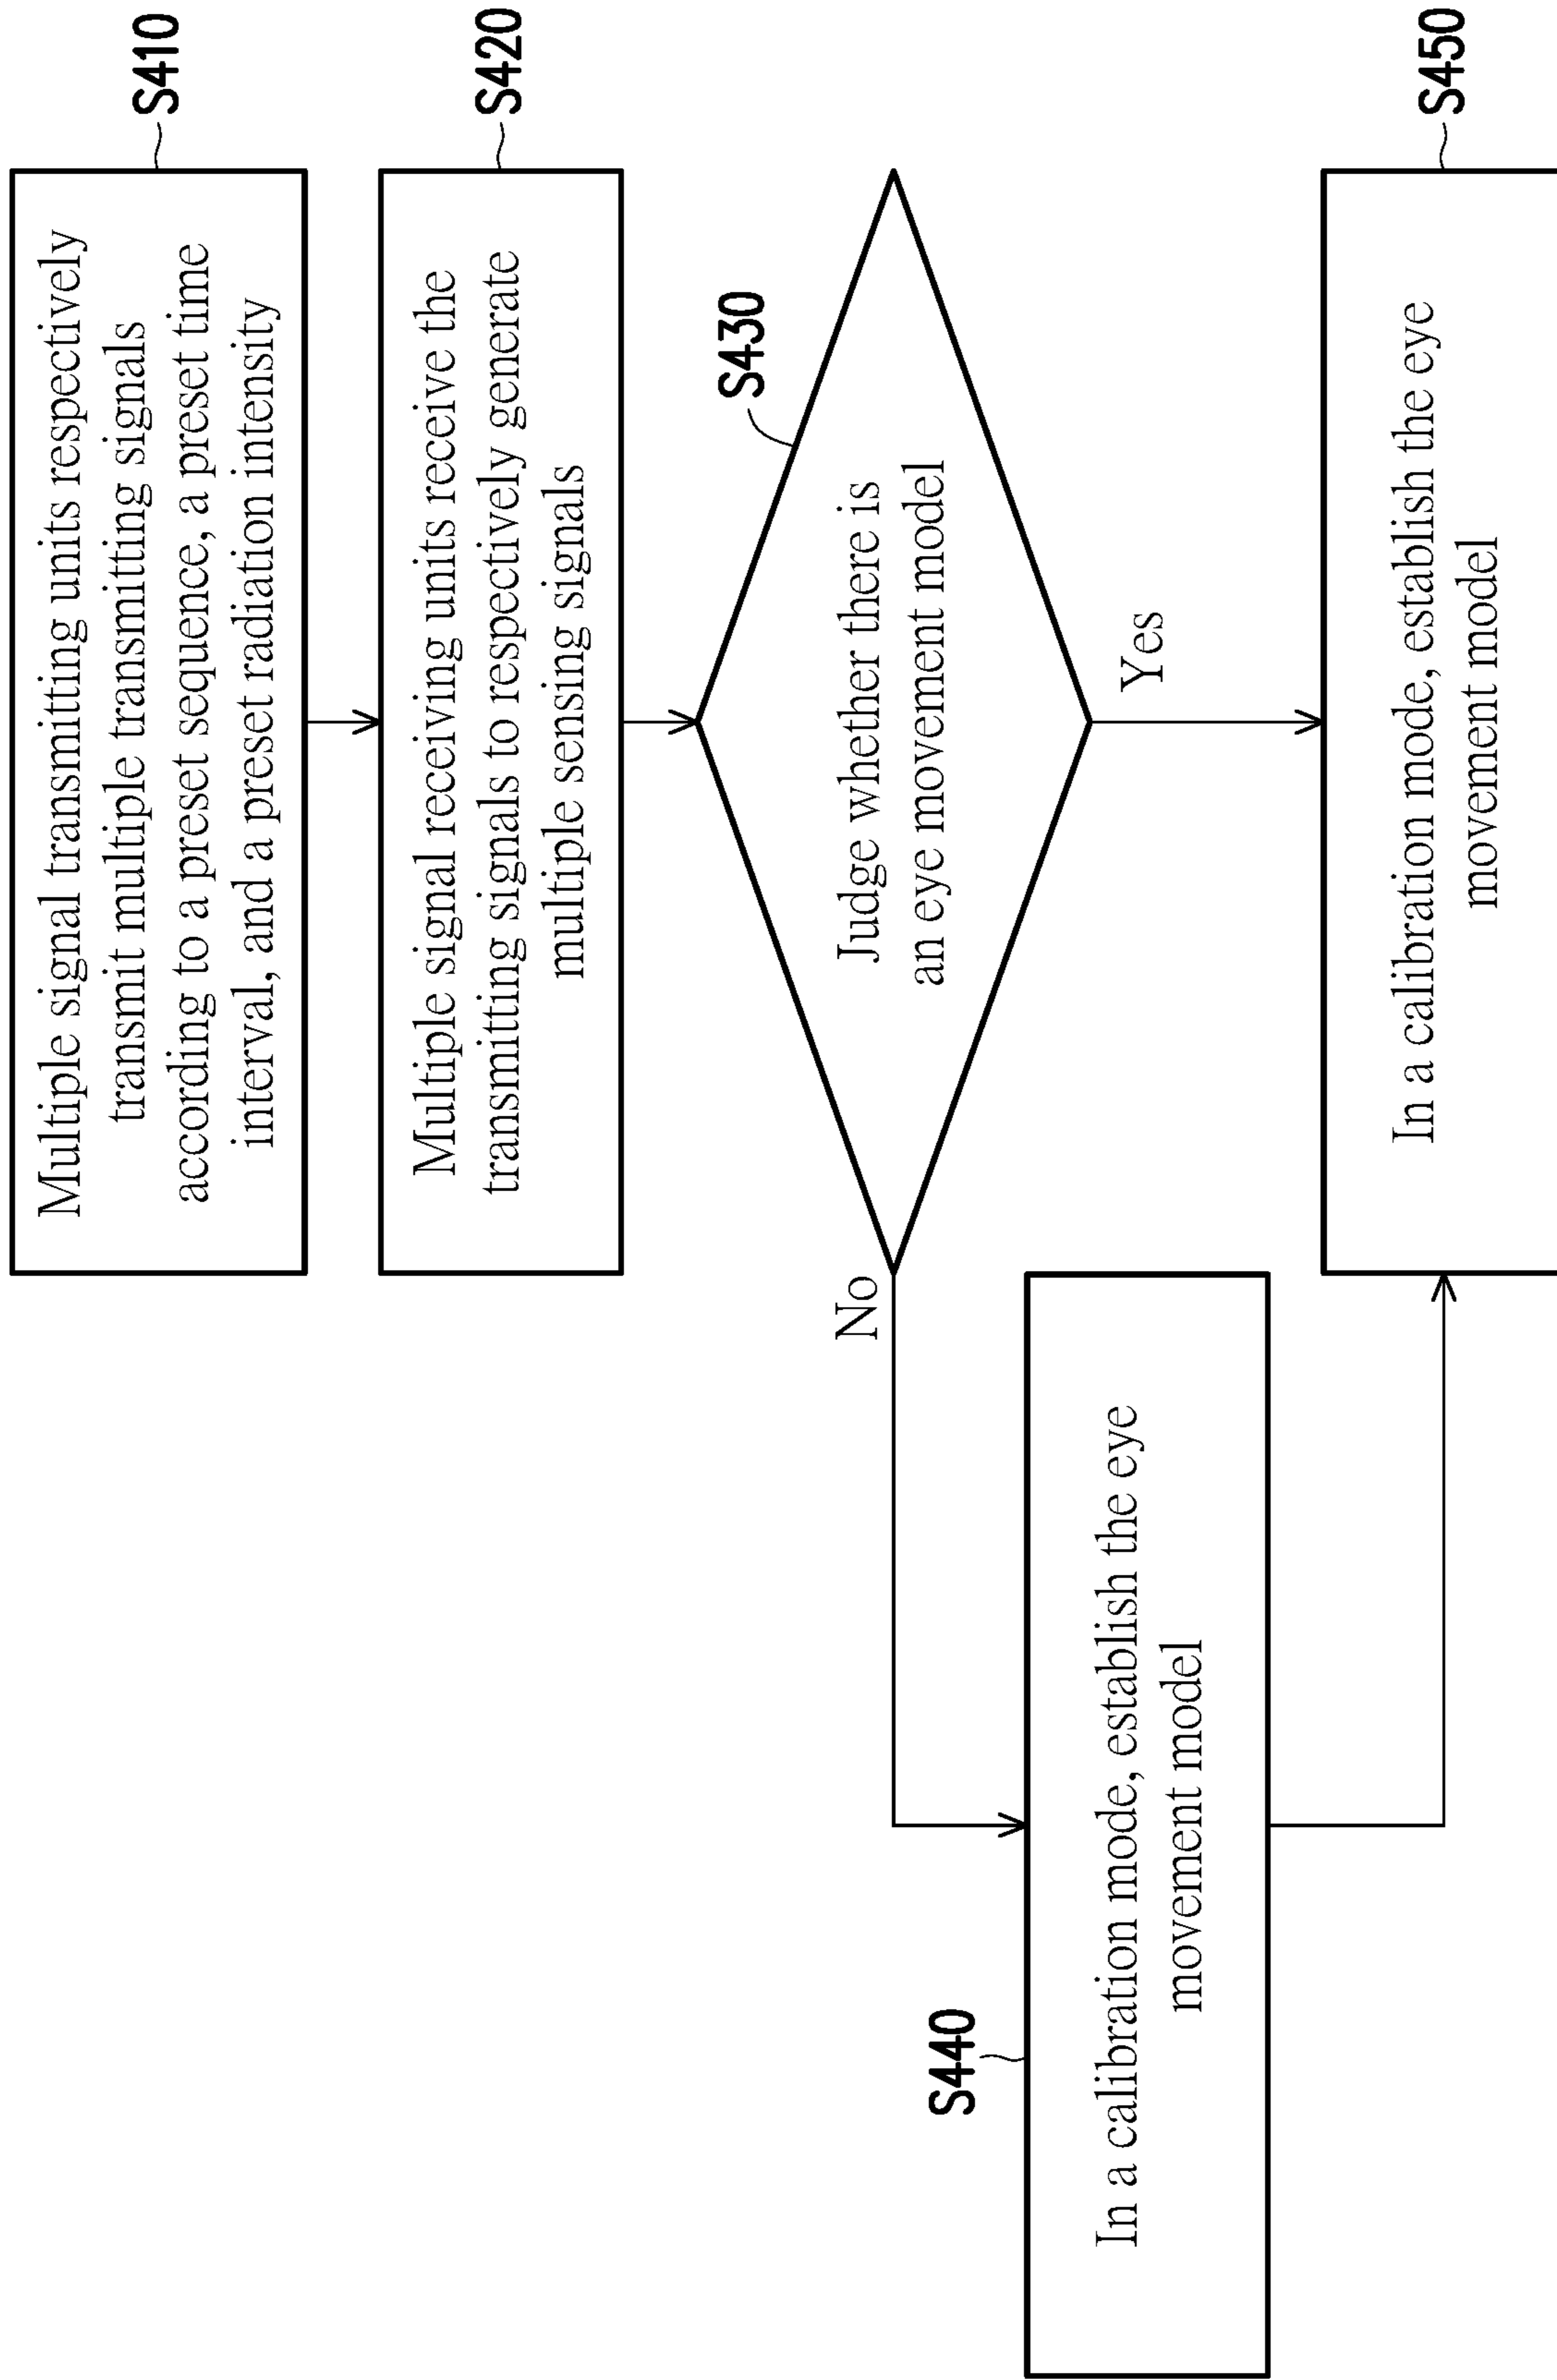 Multiple signal transmitting units respectively
transmit multiple transmitting signals
according to a preset sequence, a preset time
interval, and a preset radiation intensity
S410
Multiple signal receiving units receive the
transmitting signals to respectively generate
multiple sensing signals
S420
S430
Judge whether there is
an eye movement model
No
Yes
S440
In a calibration mode, establish the eye
movement model
In a calibration mode, establish the eye
movement model
S450